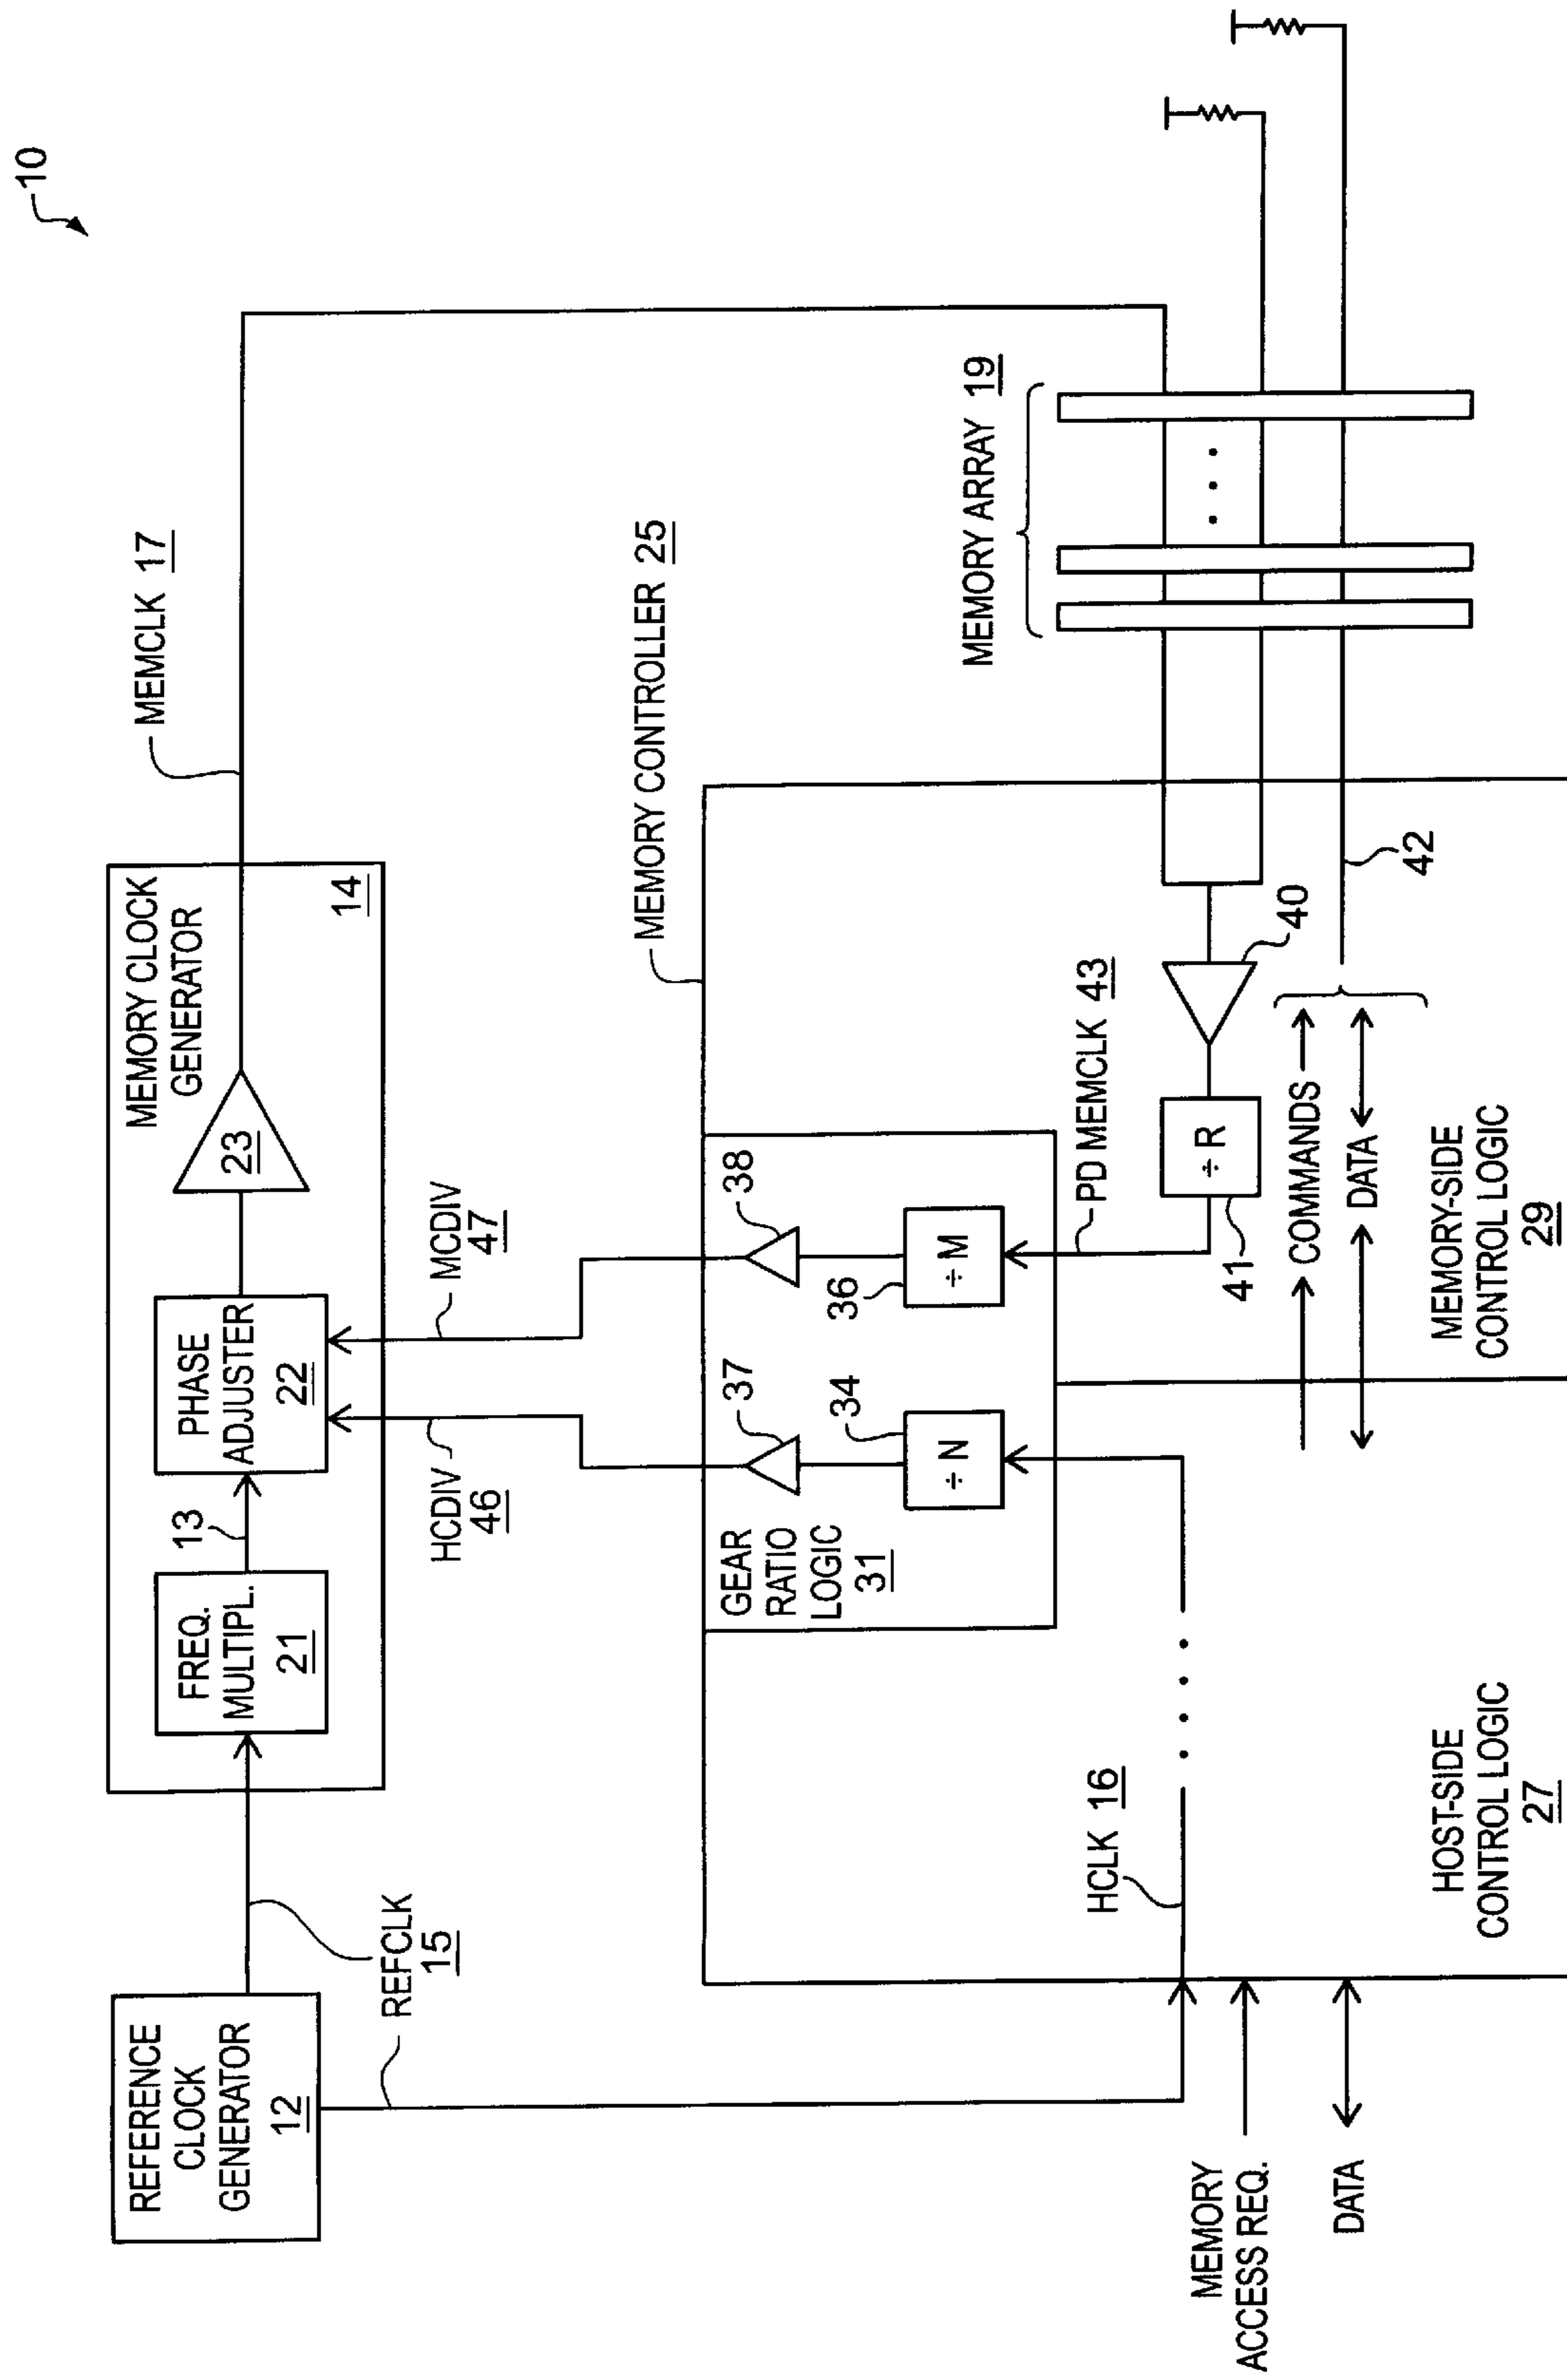 10
REFERENCE
CLOCK
GENERATOR
12
REFCLK
15
MEMORY CLOCK
GENERATOR
14
FREQ.
MULTIPL.
21
13
PHASE
ADJUSTER
22
23
MEMCLK 17
HCDIV
46
MCDIV
47
MEMORY CONTROLLER 25
GEAR
RATIO
LOGIC
31
37
38
34
÷ N
36
÷ M
PD MEMCLK 43
÷ R
41
40
MEMORY ARRAY 19
HCLK 16
MEMORY
ACCESS REQ.
DATA
COMMANDS
DATA
42
HOST-SIDE
CONTROL LOGIC
27
MEMORY-SIDE
CONTROL LOGIC
29